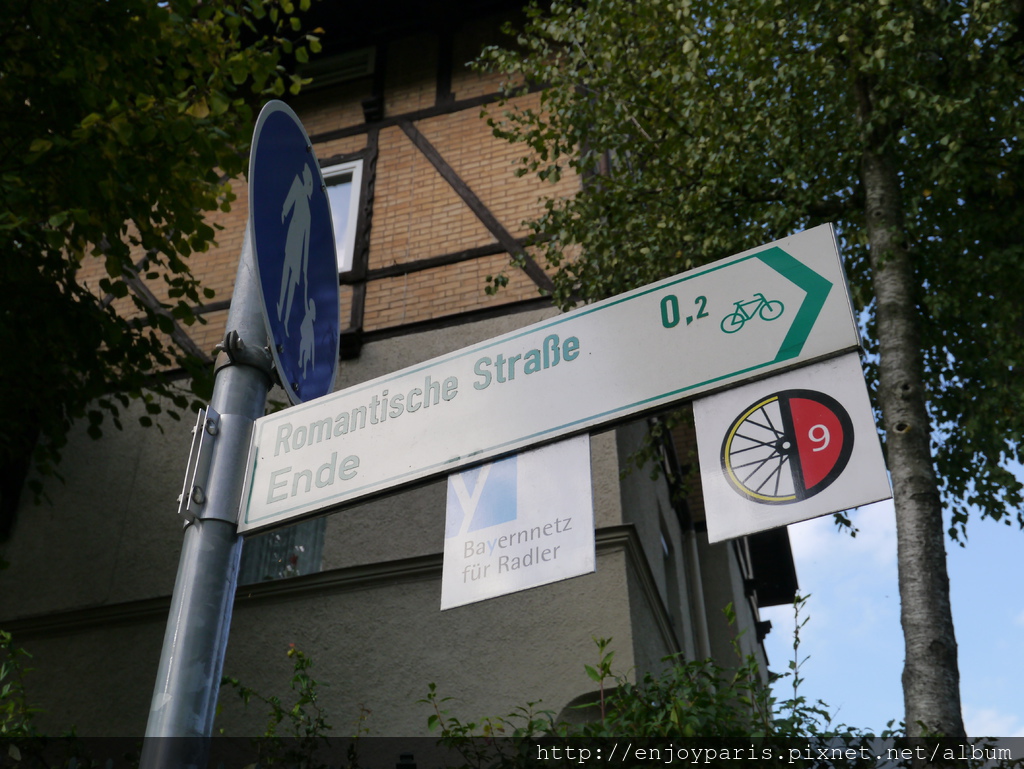 Romantische Straße
0,2
Ende
9
y
Bayernnetz
für Radler
http://enjoyparis.pixnet.net/album